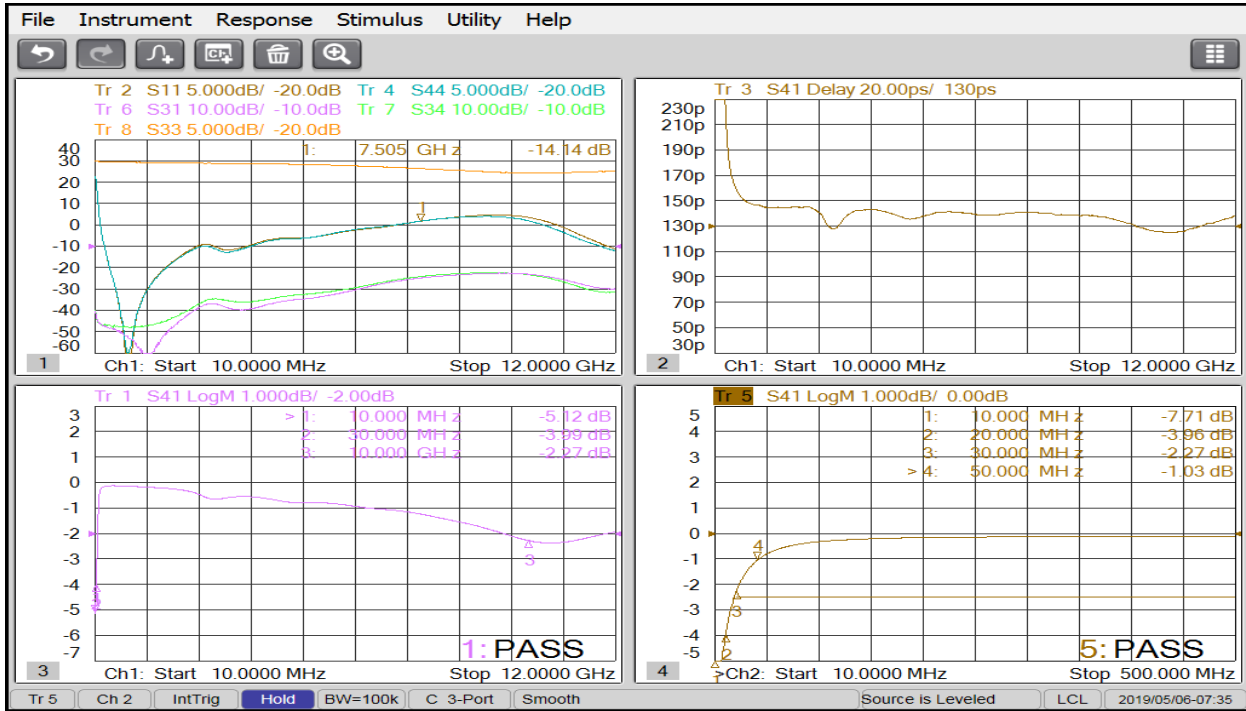 File Instrument Response Stimulus Utility Help
Tr 2 S11 5.000dB/ -20.0dB Tr 4 S44 5.000dB/ -20.0dB
Tr 6 S31 10.00dB/ -10.0dB Tr 7 S34 10.00dB/ -10.0dB
Tr 8 S33 5.000dB/ -20.0dB
1: 7.505 GHz -14.14 dB
40
30
20
10
0
-10
-20
-30
-40
-50
-60
1 Ch1: Start 10.0000 MHz Stop 12.0000 GHz
Tr 3 S41 Delay 20.00ps/ 130ps
230p
210p
190p
170p
150p
130p
110p
90p
70p
50p
30p
2 Ch1: Start 10.0000 MHz Stop 12.0000 GHz
Tr 1 S41 LogM 1.000dB/ -2.00dB
> 1: 10.000 MHz -5.12 dB
2: 30.000 MHz -3.99 dB
3: 10.000 GHz -2.27 dB
3
2
1
0
-1
-2
-3
-4
-5
-6
-7
3
1: PASS
3 Ch1: Start 10.0000 MHz Stop 12.0000 GHz
Tr 5 S41 LogM 1.000dB/ 0.00dB
1: 10.000 MHz -7.71 dB
2: 20.000 MHz -3.96 dB
3: 30.000 MHz -2.27 dB
> 4: 50.000 MHz -1.03 dB
5
4
3
2
1
0
-1
-2
-3
-4
-5
4
3
2
1
5: PASS
4 >Ch2: Start 10.0000 MHz Stop 500.000 MHz
Tr 5 Ch 2 IntTrig Hold BW=100k C 3-Port Smooth Source is Leveled LCL 2019/05/06-07:35